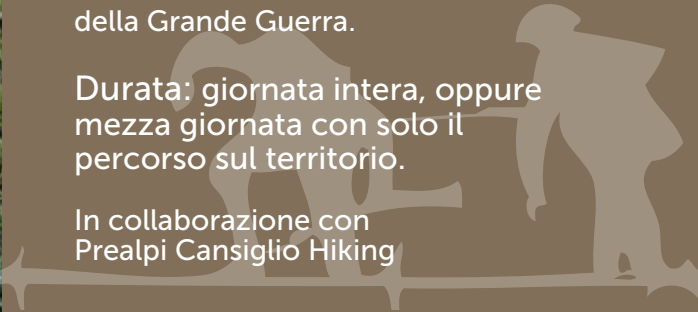 della Grande Guerra.
Durata: giornata intera, oppure
mezza giornata con solo il
percorso sul territorio.
In collaborazione con
Prealpi Cansiglio Hiking